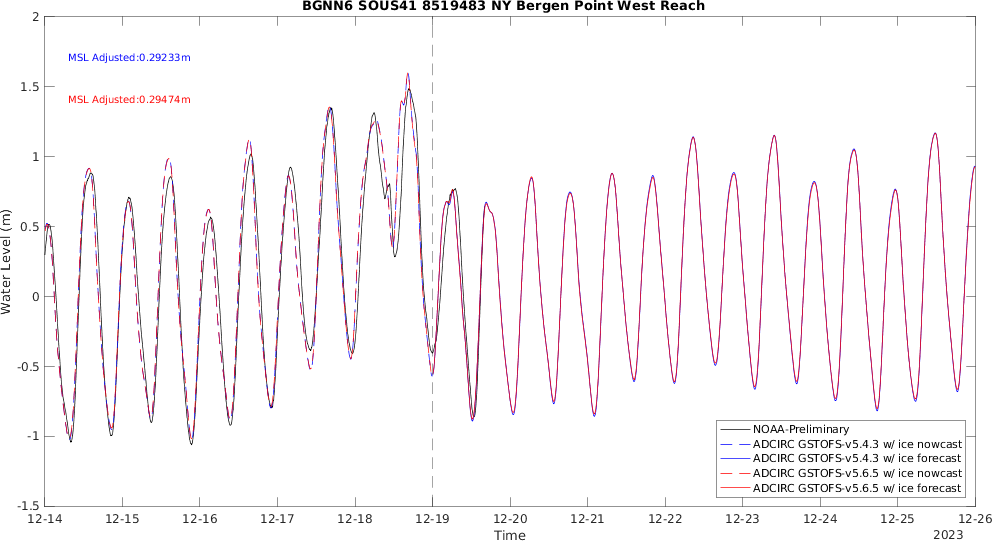 BGNN6 SOUS41 8519483 NY Bergen Point West Reach
2
MSL Adjusted:0.29233m
1.5
MSL Adjusted:0.29474m
1
0.5
Water Level (m)
0
-0.5
-1
NOAA-Preliminary
ADCIRC GSTOFS-v5.4.3 w/ ice nowcast
ADCIRC GSTOFS-v5.4.3 w/ ice forecast
ADCIRC GSTOFS-v5.6.5 w/ ice nowcast
ADCIRC GSTOFS-v5.6.5 w/ ice forecast
-1.5
12-14 12-15 12-16 12-17 12-18 12-19 12-20 12-21 12-22 12-23 12-24 12-25 12-26
Time
2023